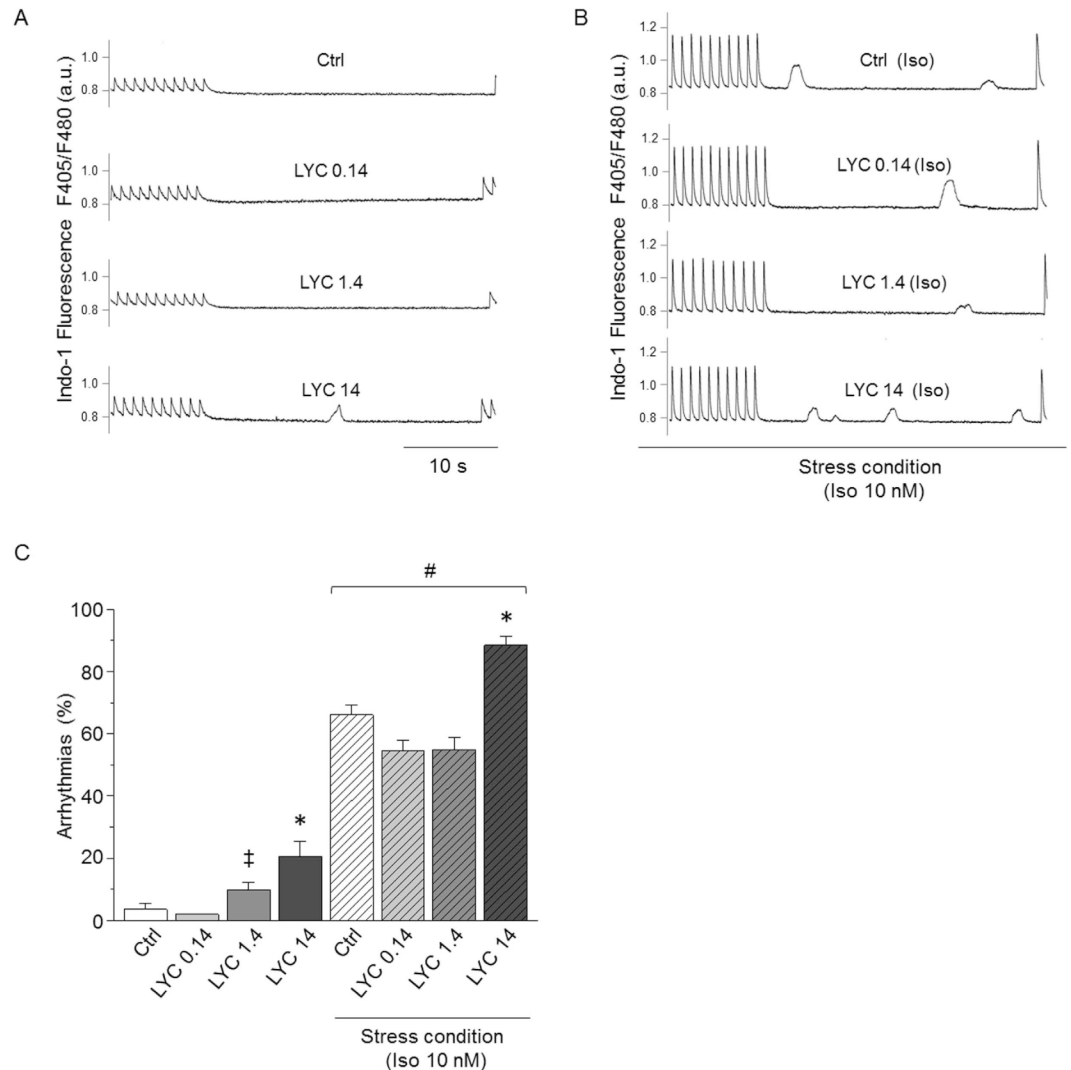 A
Indo-1 Fluorescence F405/F480 (a.u.)
1.0
0.8
Ctrl
1.0
0.8
LYC 0.14
1.0
0.8
LYC 1.4
1.0
0.8
LYC 14
10 s
B
Indo-1 Fluorescence F405/F480 (a.u.)
1.2
1.0
0.8
Ctrl (Iso)
1.2
1.0
0.8
LYC 0.14 (Iso)
1.2
1.0
0.8
LYC 1.4 (Iso)
1.2
1.0
0.8
LYC 14 (Iso)
Stress condition
(Iso 10 nM)
C
Arrhythmias (%)
100
80
60
40
20
0
‡
*
#
*
Ctrl
LYC 0.14
LYC 1.4
LYC 14
Ctrl
LYC 0.14
LYC 1.4
LYC 14
Stress condition
(Iso 10 nM)